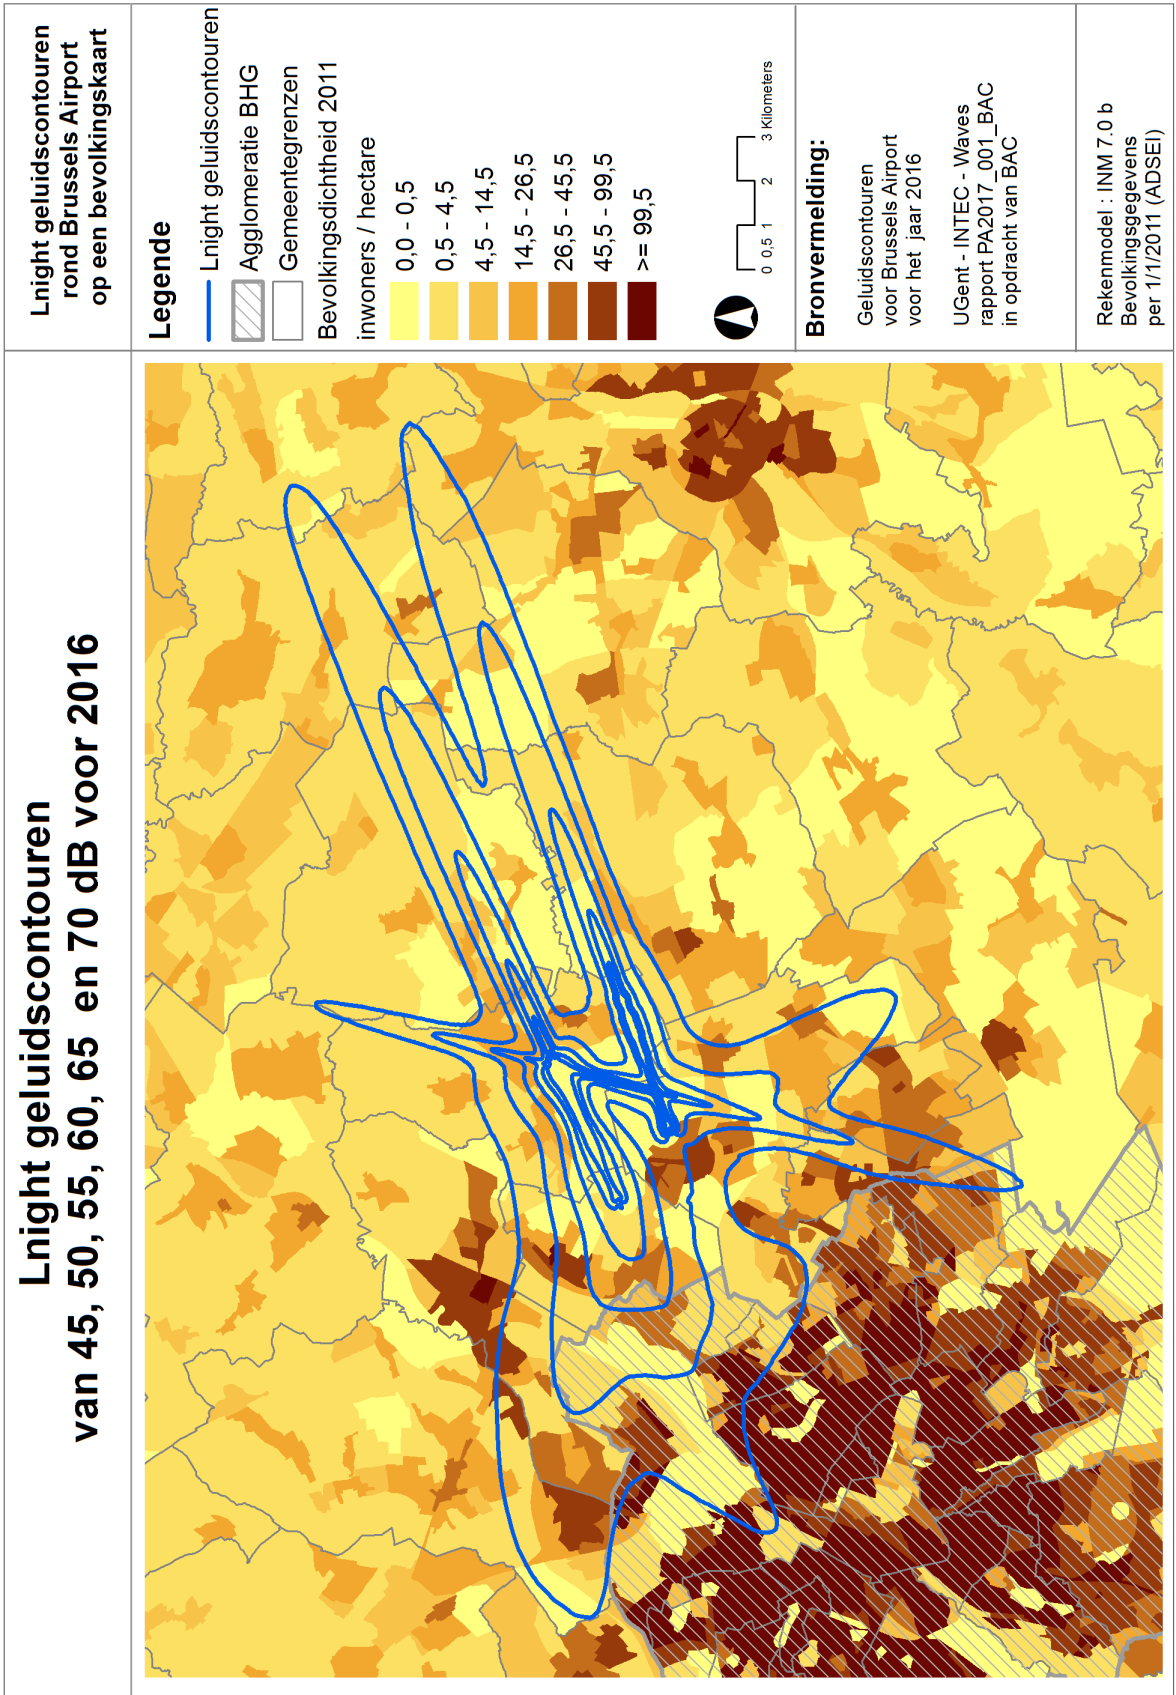 Lnight geluidscontouren
van 45, 50, 55, 60, 65 en 70 dB voor 2016
Lnight geluidscontouren
rond Brussels Airport
op een bevolkingskaart
Legende
Lnight geluidscontouren
Agglomeratie BHG
Gemeentegrenzen
Bevolkingsdichtheid 2011
inwoners / hectare
0,0 - 0,5
0,5 - 4,5
4,5 - 14,5
14,5 - 26,5
26,5 - 45,5
45,5 - 99,5
>= 99,5
0 0,5 1 2 3 Kilometers
Bronvermelding:
Geluidscontouren
voor Brussels Airport
voor het jaar 2016
UGent - INTEC - Waves
rapport PA2017_001_BAC
in opdracht van BAC
Rekenmodel : INM 7.0 b
Bevolkingsgegevens
per 1/1/2011 (ADSEI)